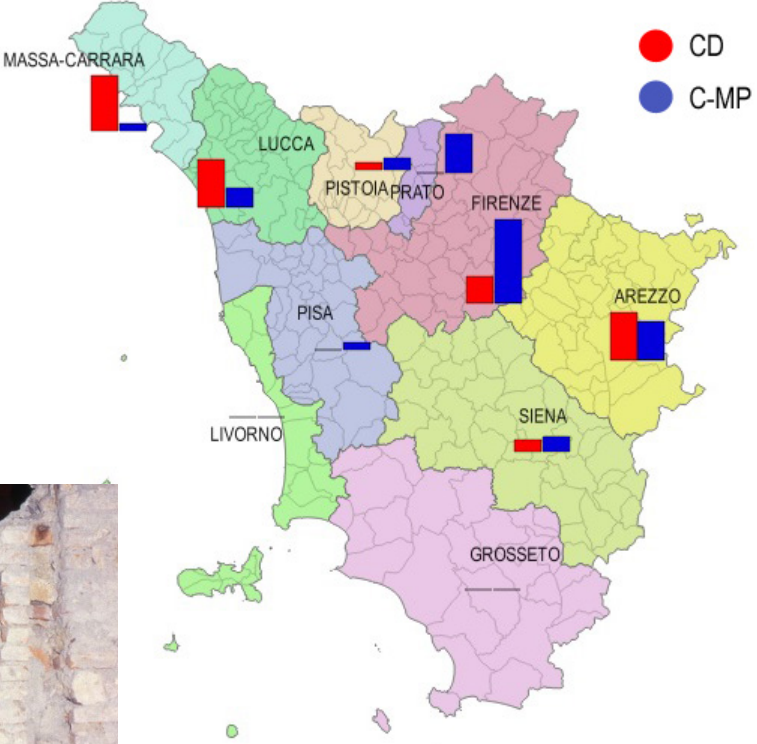 CD
MASSA-CARRARA
C-MP
LUCCA
PISTOIA PRATO
FIRENZE
AREZZO
PISA
SIENA
LIVORNO
GROSSETO